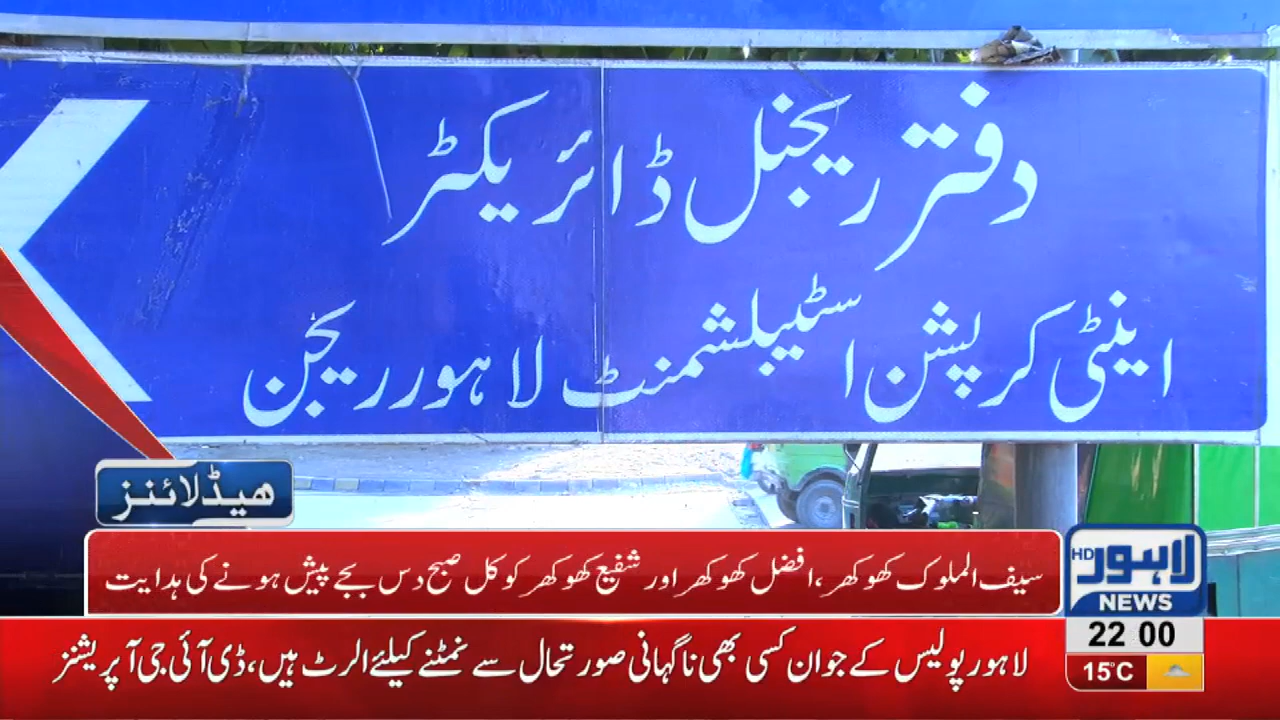 دفتر ریجنل ڈائریکٹر
اینٹی کرپشن اسٹیبلشمنٹ لاہور ریجن
ھیڈلائنز
سیف الملوک کھوکھر، افضل کھوکھر اور شفیع کھوکھر کو کل صبح دس بجے پیش ہونے کی ہدایت
HD لاہور
NEWS
22 00
لاہور پولیس کے جوان کسی بھی ناگہانی صورتحال سے نمٹنے کیلئے الرٹ ہیں، ڈی آئی جی آپریشنز
15°C